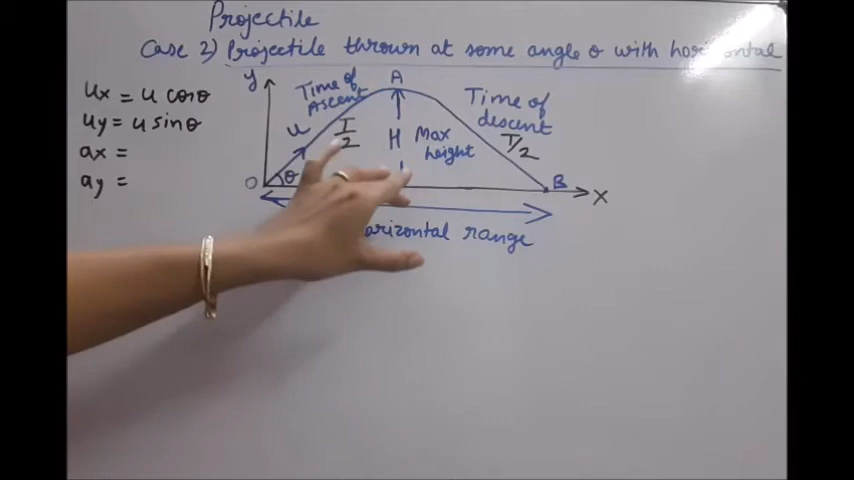 Projectile
Case 2) Projectile thrown at some angle θ with horizontal
ux = u cosθ
uy = u sinθ
ax =
ay =
y
Time of
Ascent
T/2
u
θ
O
A
H Max
height
Time of
descent
T/2
B
X
Horizontal range